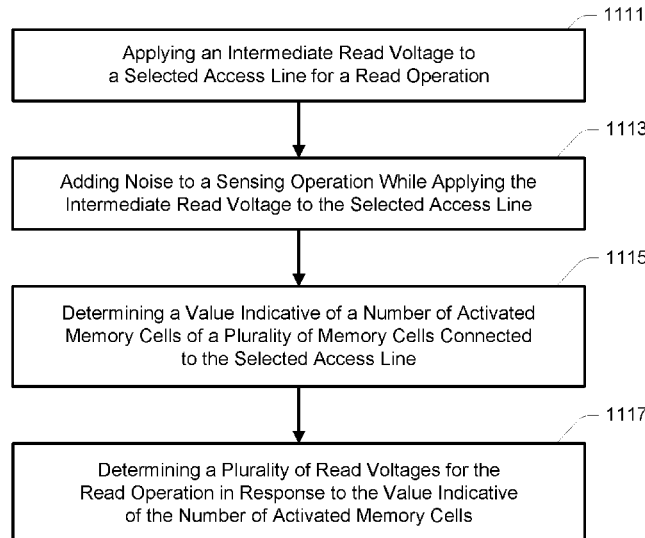 1111
Applying an Intermediate Read Voltage to
a Selected Access Line for a Read Operation
1113
Adding Noise to a Sensing Operation While Applying the
Intermediate Read Voltage to the Selected Access Line
1115
Determining a Value Indicative of a Number of Activated
Memory Cells of a Plurality of Memory Cells Connected
to the Selected Access Line
1117
Determining a Plurality of Read Voltages for the
Read Operation in Response to the Value Indicative
of the Number of Activated Memory Cells